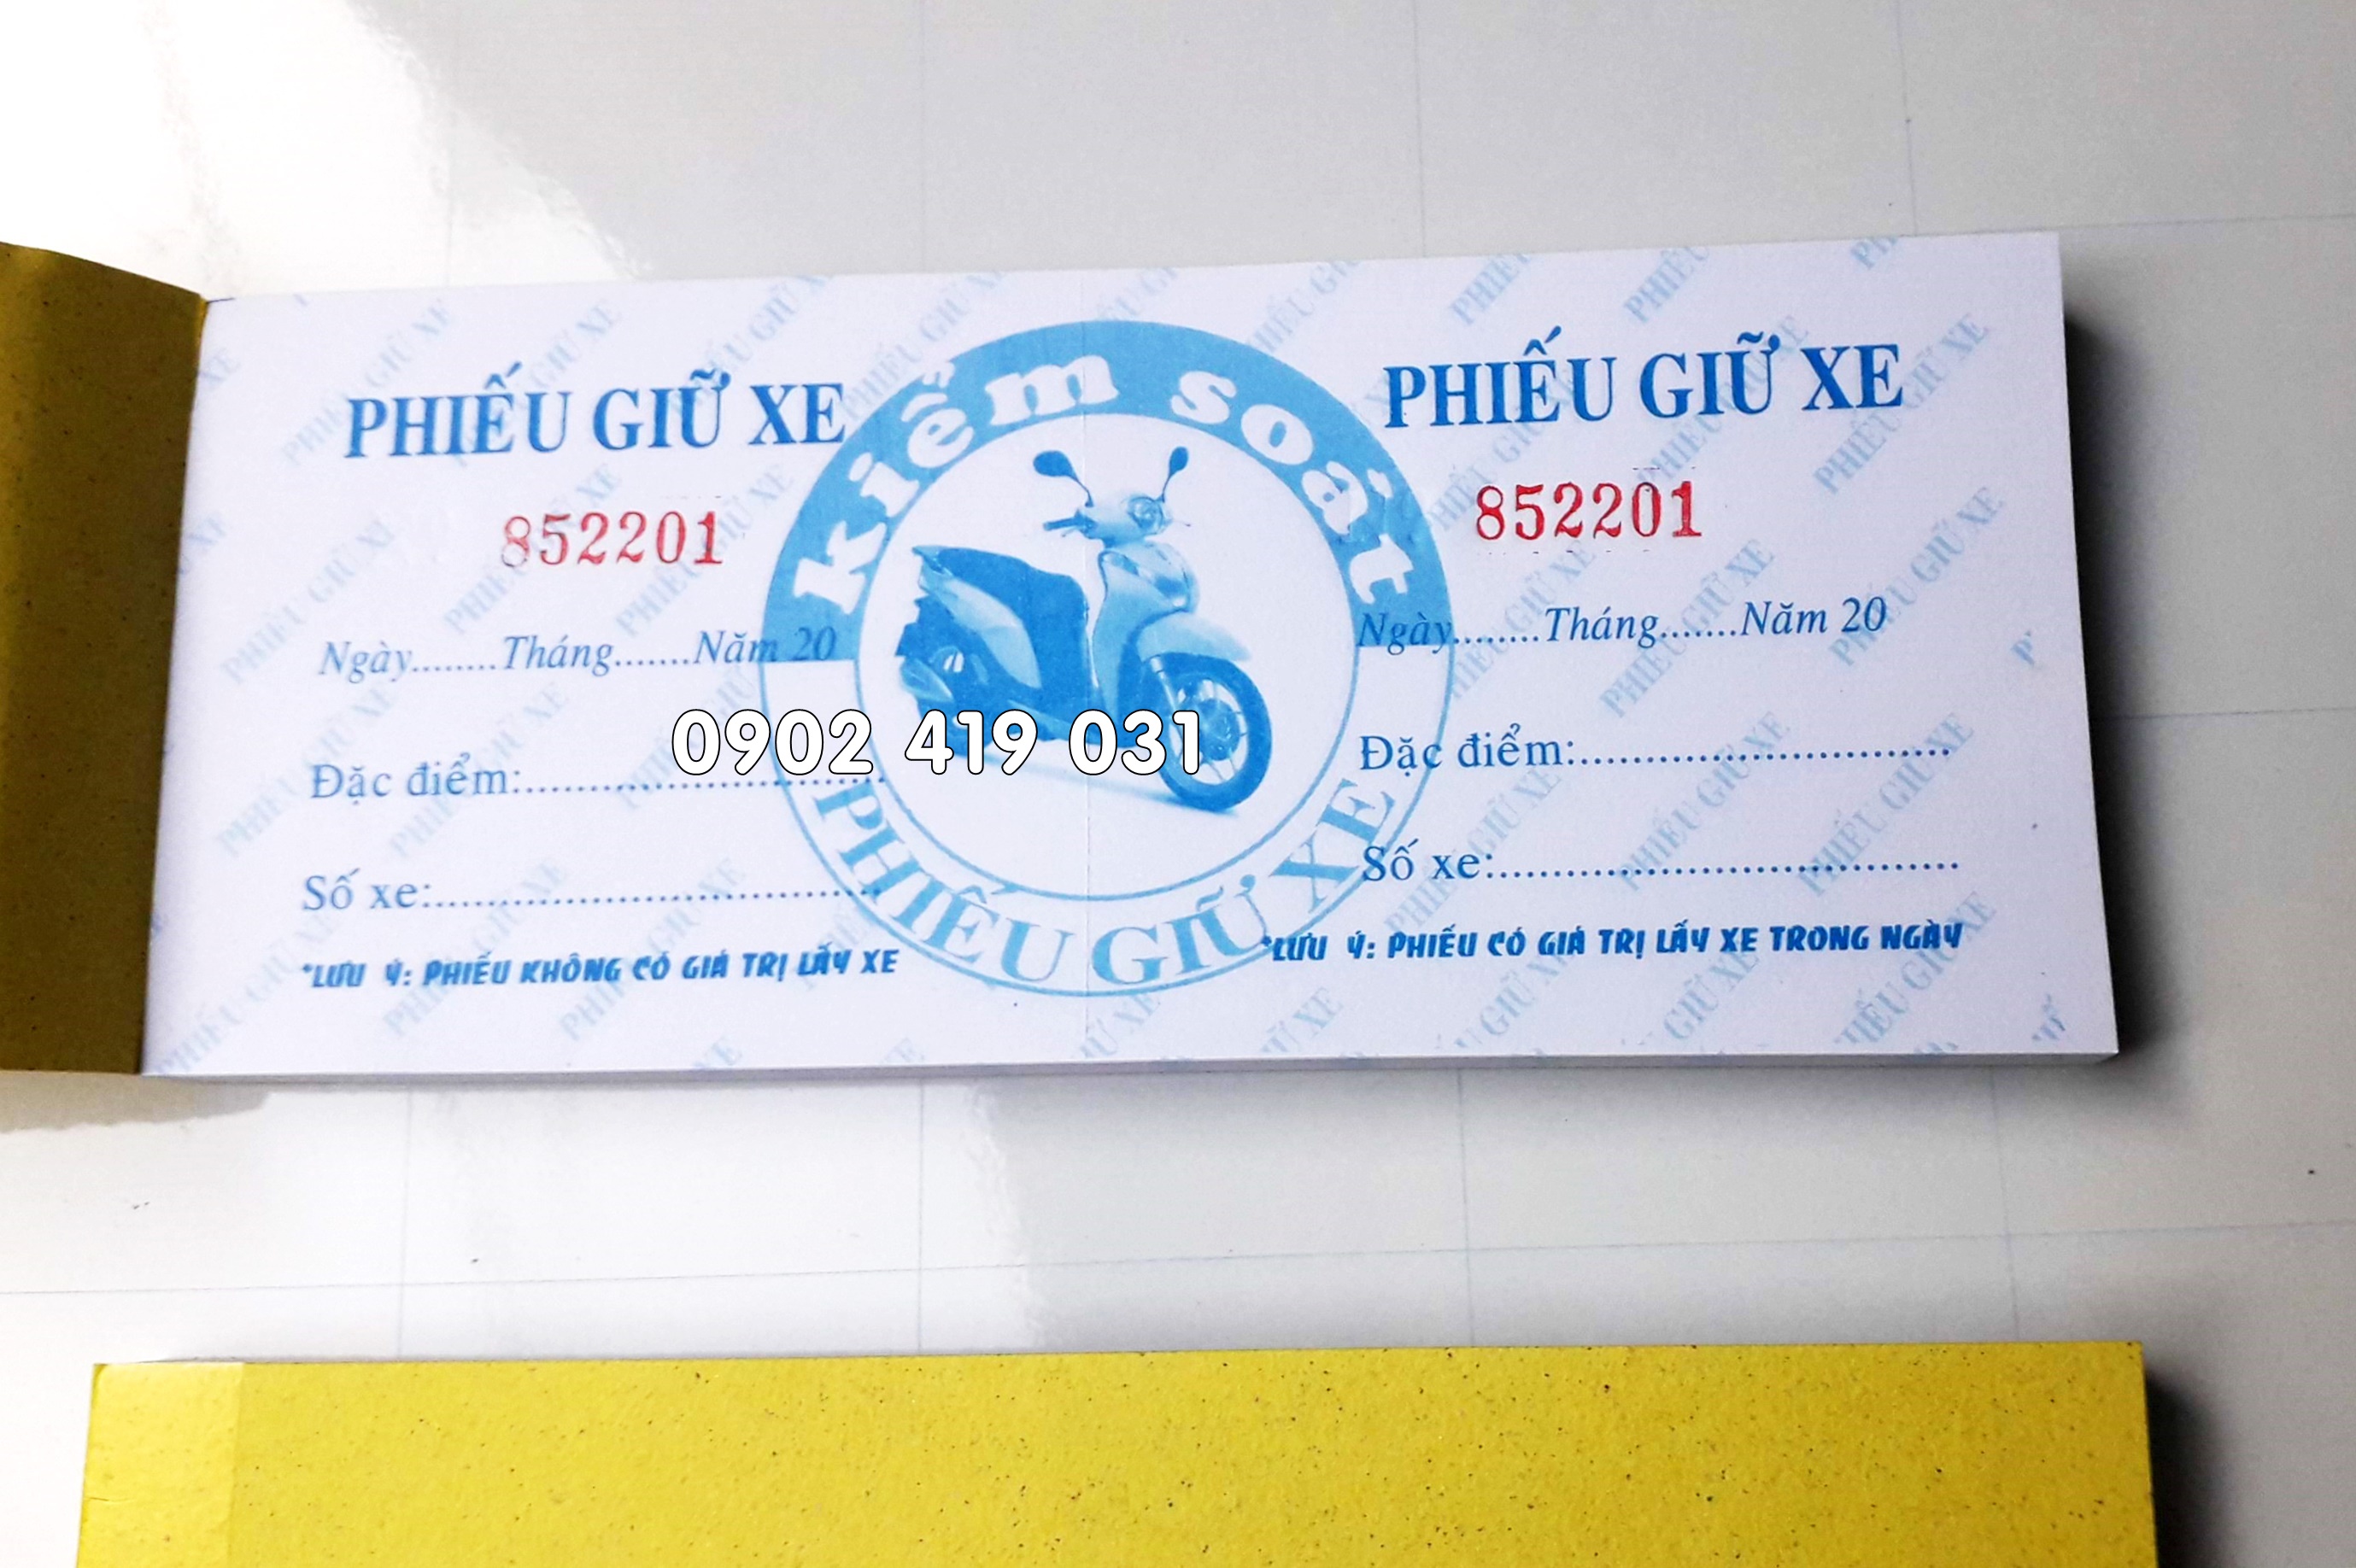 PHIẾU GIỮ XE
852201
Ngày........Tháng.......Năm 20
Đặc điểm:
Số xe:
*LƯU Ý: PHIẾU KHÔNG CÓ GIÁ TRỊ LẤY XE
kiểm soát
PHIẾU GIỮ XE
0902 419 031
PHIẾU GIỮ XE
852201
Ngày........Tháng.......Năm 20
Đặc điểm:
Số xe:
*LƯU Ý: PHIẾU CÓ GIÁ TRỊ LẤY XE TRONG NGÀY